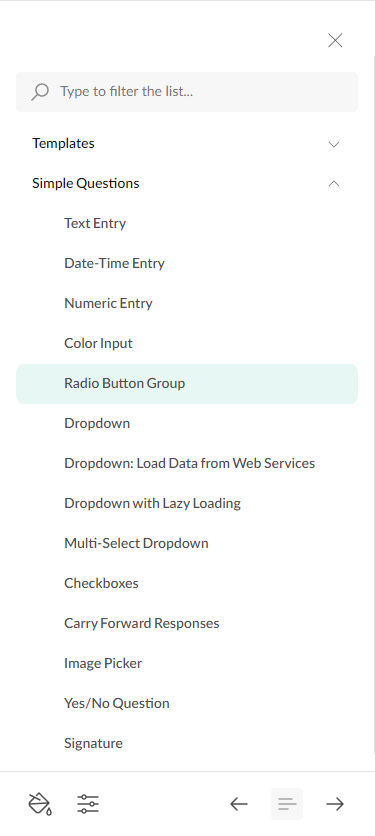 Type to filter the list...
Templates
Simple Questions
Text Entry
Date-Time Entry
Numeric Entry
Color Input
Radio Button Group
Dropdown
Dropdown: Load Data from Web Services
Dropdown with Lazy Loading
Multi-Select Dropdown
Checkboxes
Carry Forward Responses
Image Picker
Yes/No Question
Signature